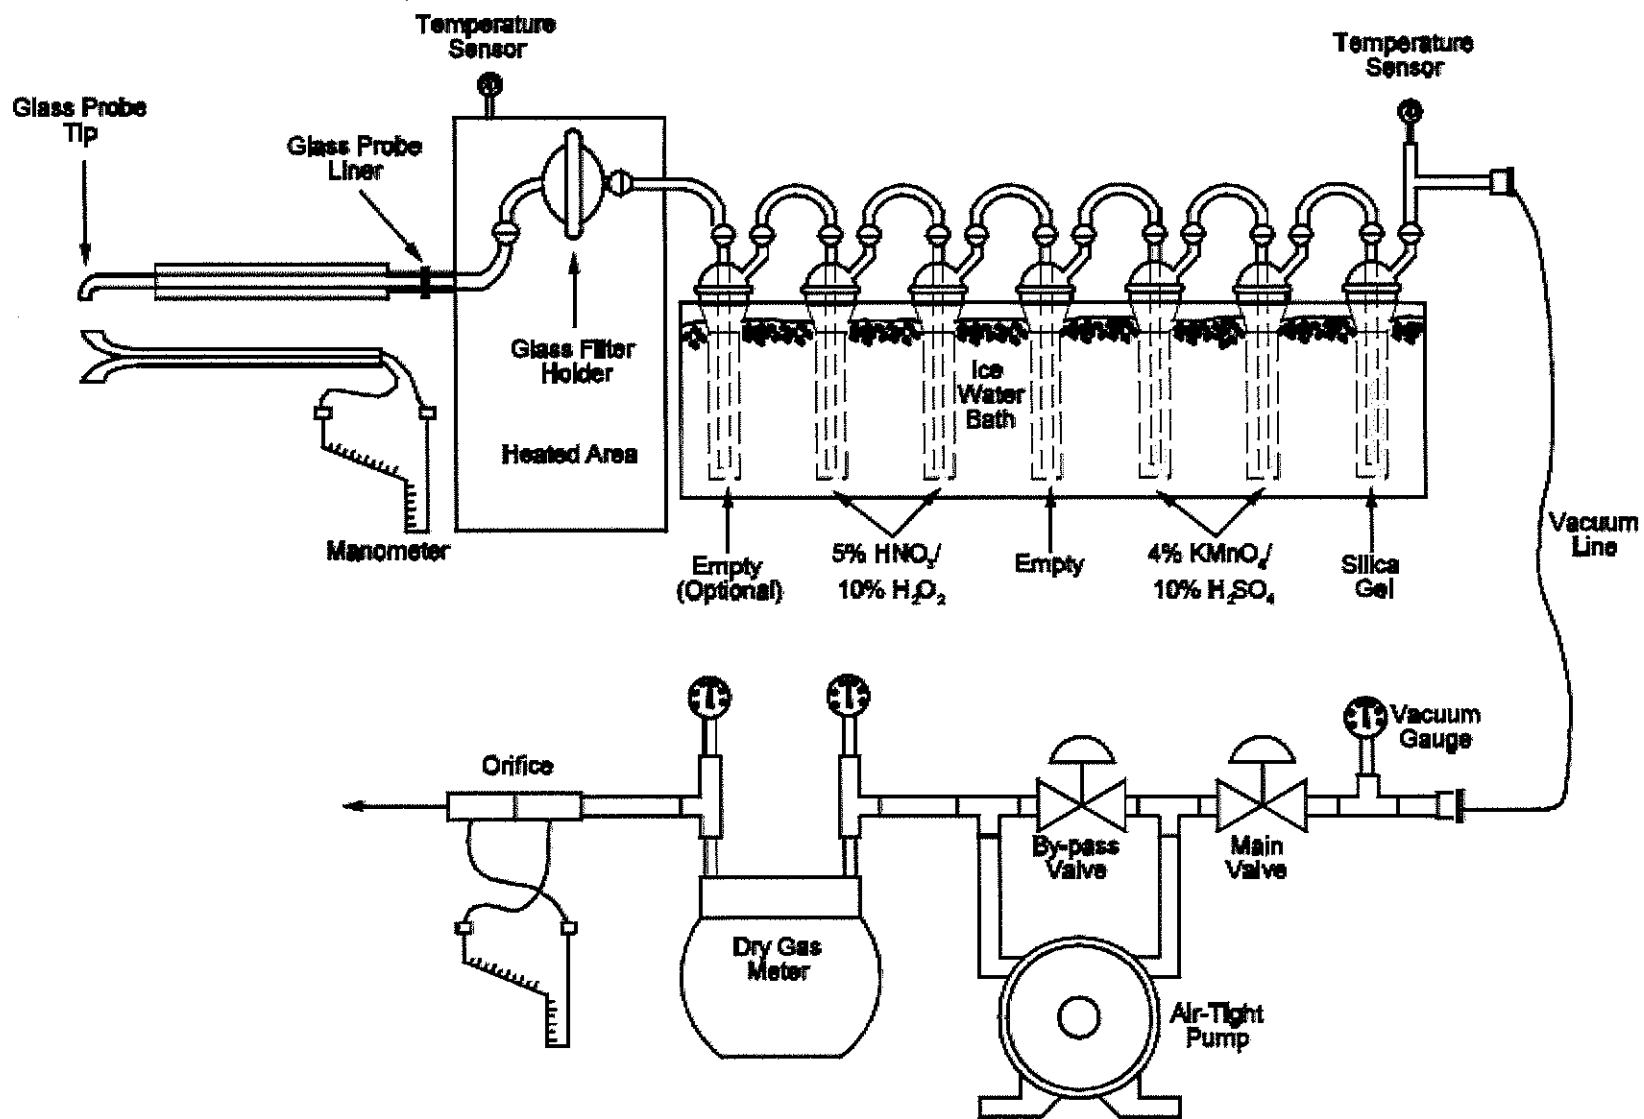 Temperature
Sensor
Temperature
Sensor
Glass Probe
Tip
Glass Probe
Liner
Glass Filter
Holder
Ice
Water
Bath
Heated Area
Manometer
Empty
(Optional)
5% HNO₃/
10% H₂O₂
Empty
4% KMnO₄/
10% H₂SO₄
Silica
Gel
Vacuum
Line
Vacuum
Gauge
Orifice
By-pass
Valve
Main
Valve
Dry Gas
Meter
Air-Tight
Pump